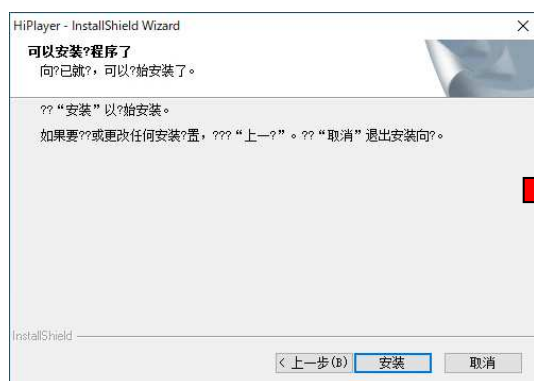 HiPlayer - InstallShield Wizard
可以安装?程序了
向?已就?，可以?始安装了。
?? “安装” 以?始安装。
如果要??或更改任何安装?置，??? “上一?”。?? “取消” 退出安装向?。
InstallShield
< 上一步(B)
安装
取消